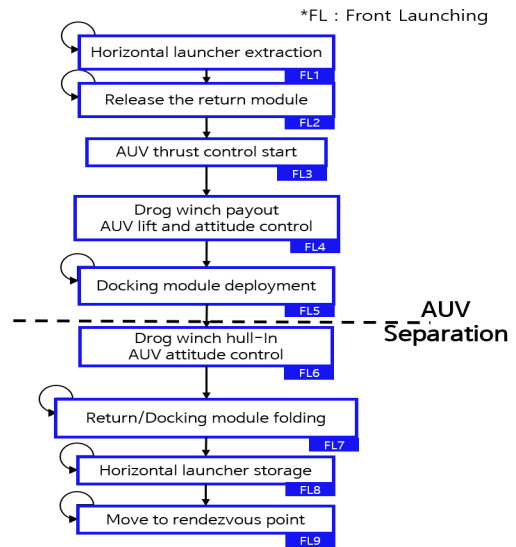 *FL : Front Launching
Horizontal launcher extraction
FL1
Release the return module
FL2
AUV thrust control start
FL3
Drog winch payout
AUV lift and attitude control
FL4
Docking module deployment
FL5
AUV
Separation
Drog winch hull-In
AUV attitude control
FL6
Return/Docking module folding
FL7
Horizontal launcher storage
FL8
Move to rendezvous point
FL9